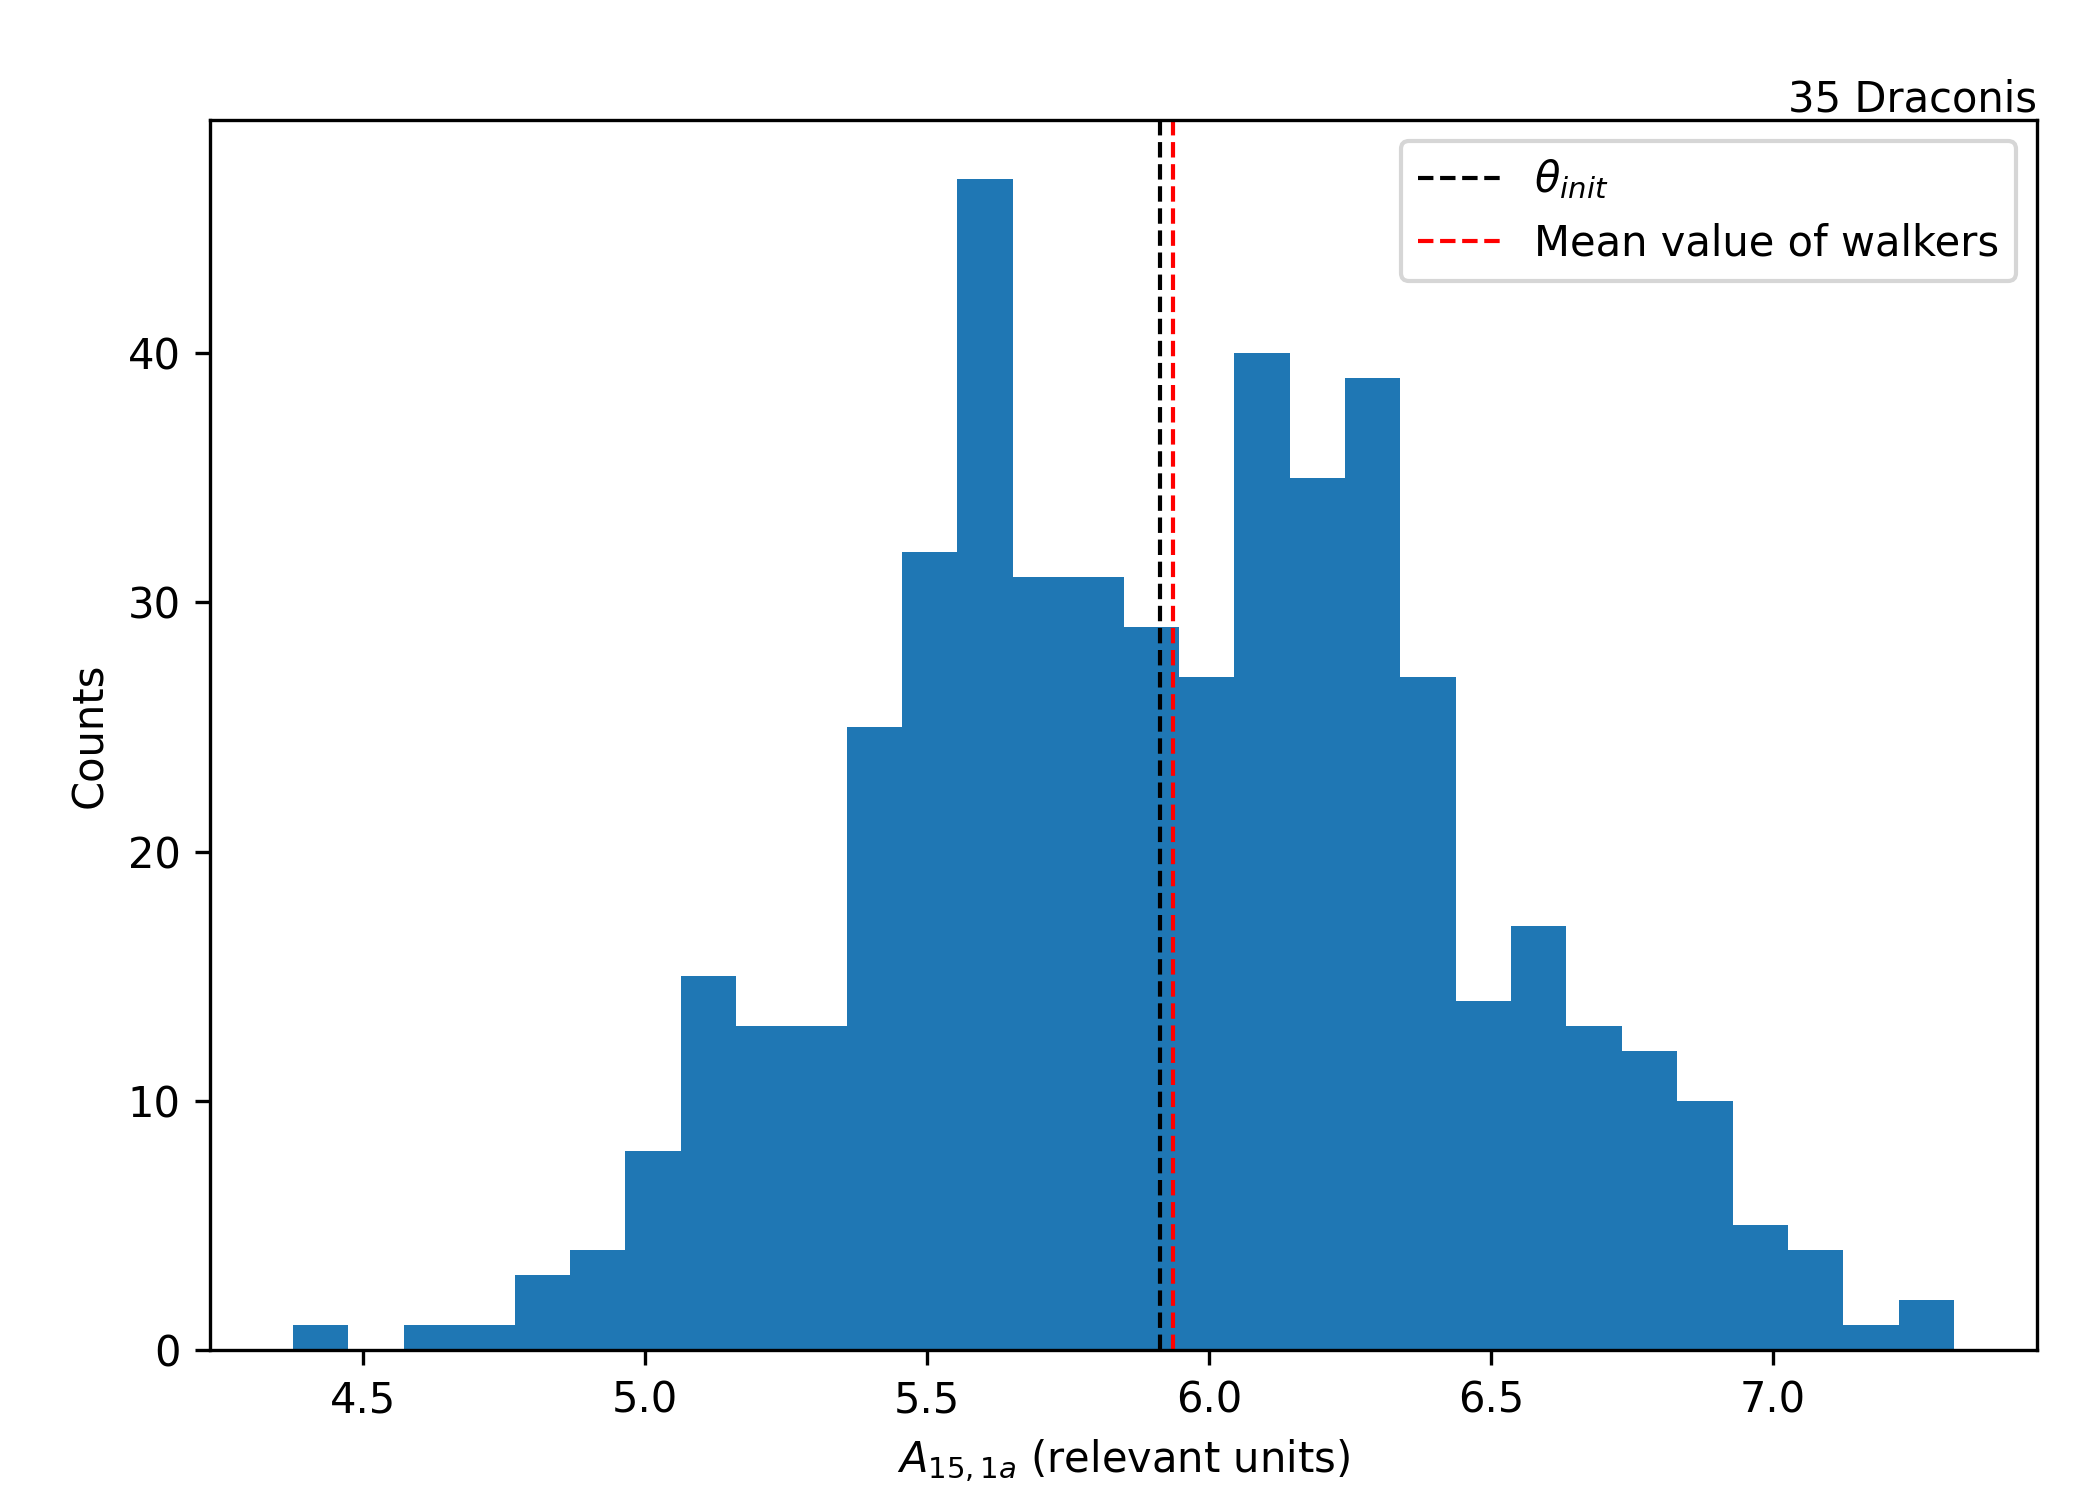 35 Draconis
θinit
Mean value of walkers
40
30
20
10
0
Counts
4.5 5.0 5.5 6.0 6.5 7.0
A15, 1a (relevant units)